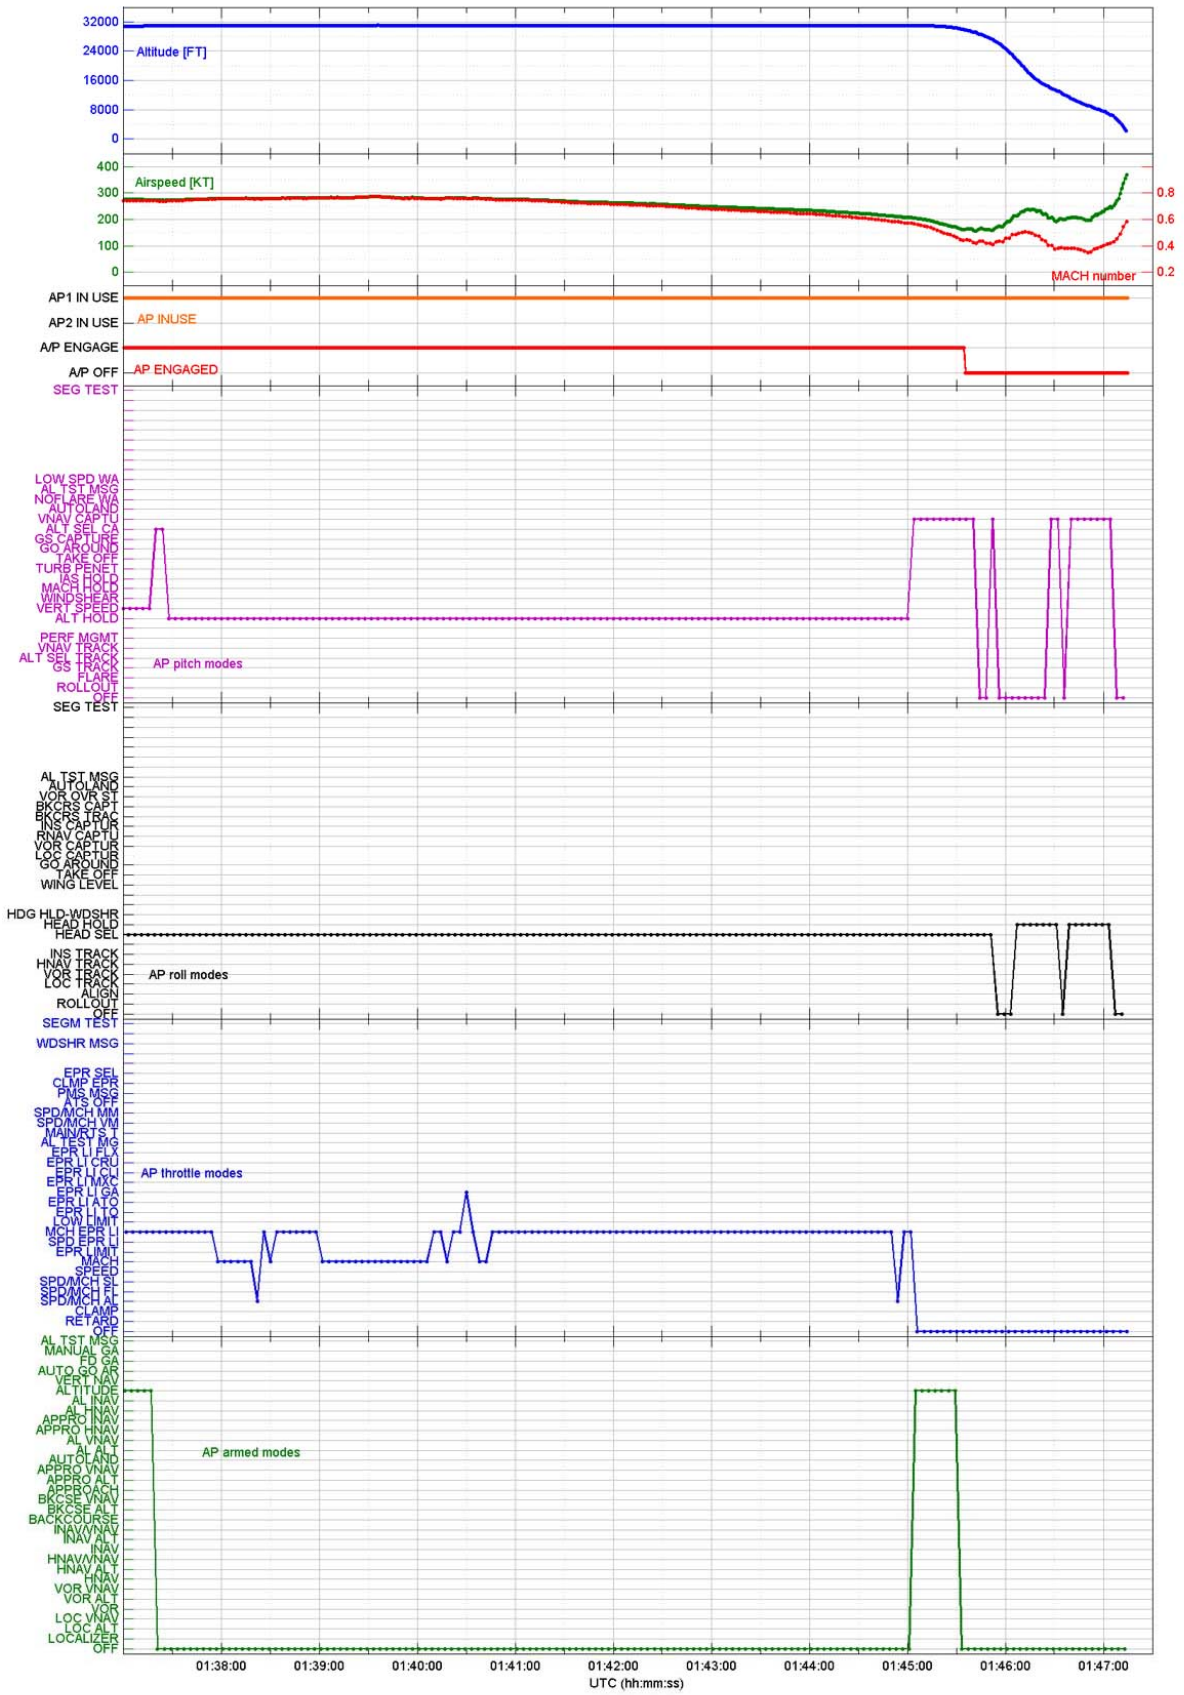 32000
24000
Altitude [FT]
16000
8000
0
400
Airspeed [KT]
300
0.8
200
0.6
100
0.4
0
0.2
MACH number
AP1 IN USE
AP2 IN USE
AP INUSE
A/P ENGAGE
A/P OFF
AP ENGAGED
SEG TEST
LOW SPD WA
AL TST MSG
NOFLARE WA
AUTOLAND
VNAV CAPTU
ALT SEL CA
GS CAPTURE
GO AROUND
TAKE OFF
TURB PENET
IAS HOLD
MACH HOLD
WINDSHEAR
VERT SPEED
ALT HOLD
PERF MGMT
VNAV TRACK
ALT SEL TRACK
AP pitch modes
GS TRACK
FLARE
ROLLOUT
OFF
SEG TEST
AL TST MSG
AUTOLAND
VOR OVR ST
BKCRS CAPT
BKCRS TRAC
INS CAPTUR
RNAV CAPTU
VOR CAPTUR
LOC CAPTUR
GO AROUND
TAKE OFF
WING LEVEL
HDG HLD-WDSHR
HEAD HOLD
HEAD SEL
INS TRACK
HNAV TRACK
VOR TRACK
AP roll modes
LOC TRACK
ALIGN
ROLLOUT
OFF
SEGM TEST
WDSHR MSG
EPR SEL
CLMP EPR
PMS MSG
ATS OFF
SPD/MCH MM
SPD/MCH VM
MAIN/RTS T
AL TEST MG
EPR LI FLX
EPR LI CRU
EPR LI CLI
AP throttle modes
EPR LI MXC
EPR LI GA
EPR LI ATO
EPR LI TO
LOW LIMIT
MCH EPR LI
SPD EPR LI
EPR LIMIT
MACH
SPEED
SPD/MCH SL
SPD/MCH FL
SPD/MCH AL
CLAMP
RETARD
OFF
AL TST MSG
MANUAL GA
FD GA
AUTO GO AR
VERT NAV
ALTITUDE
AL INAV
AL HNAV
APPRO INAV
APPRO HNAV
AL VNAV
AL ALT
AP armed modes
AUTOLAND
APPRO VNAV
APPRO ALT
APPROACH
BKCSE VNAV
BKCSE ALT
BACKCOURSE
INAV/VNAV
INAV ALT
INAV
HNAV/VNAV
HNAV ALT
HNAV
VOR VNAV
VOR ALT
VOR
LOC VNAV
LOC ALT
LOCALIZER
OFF
01:38:00 01:39:00 01:40:00 01:41:00 01:42:00 01:43:00 01:44:00 01:45:00 01:46:00 01:47:00
UTC (hh:mm:ss)